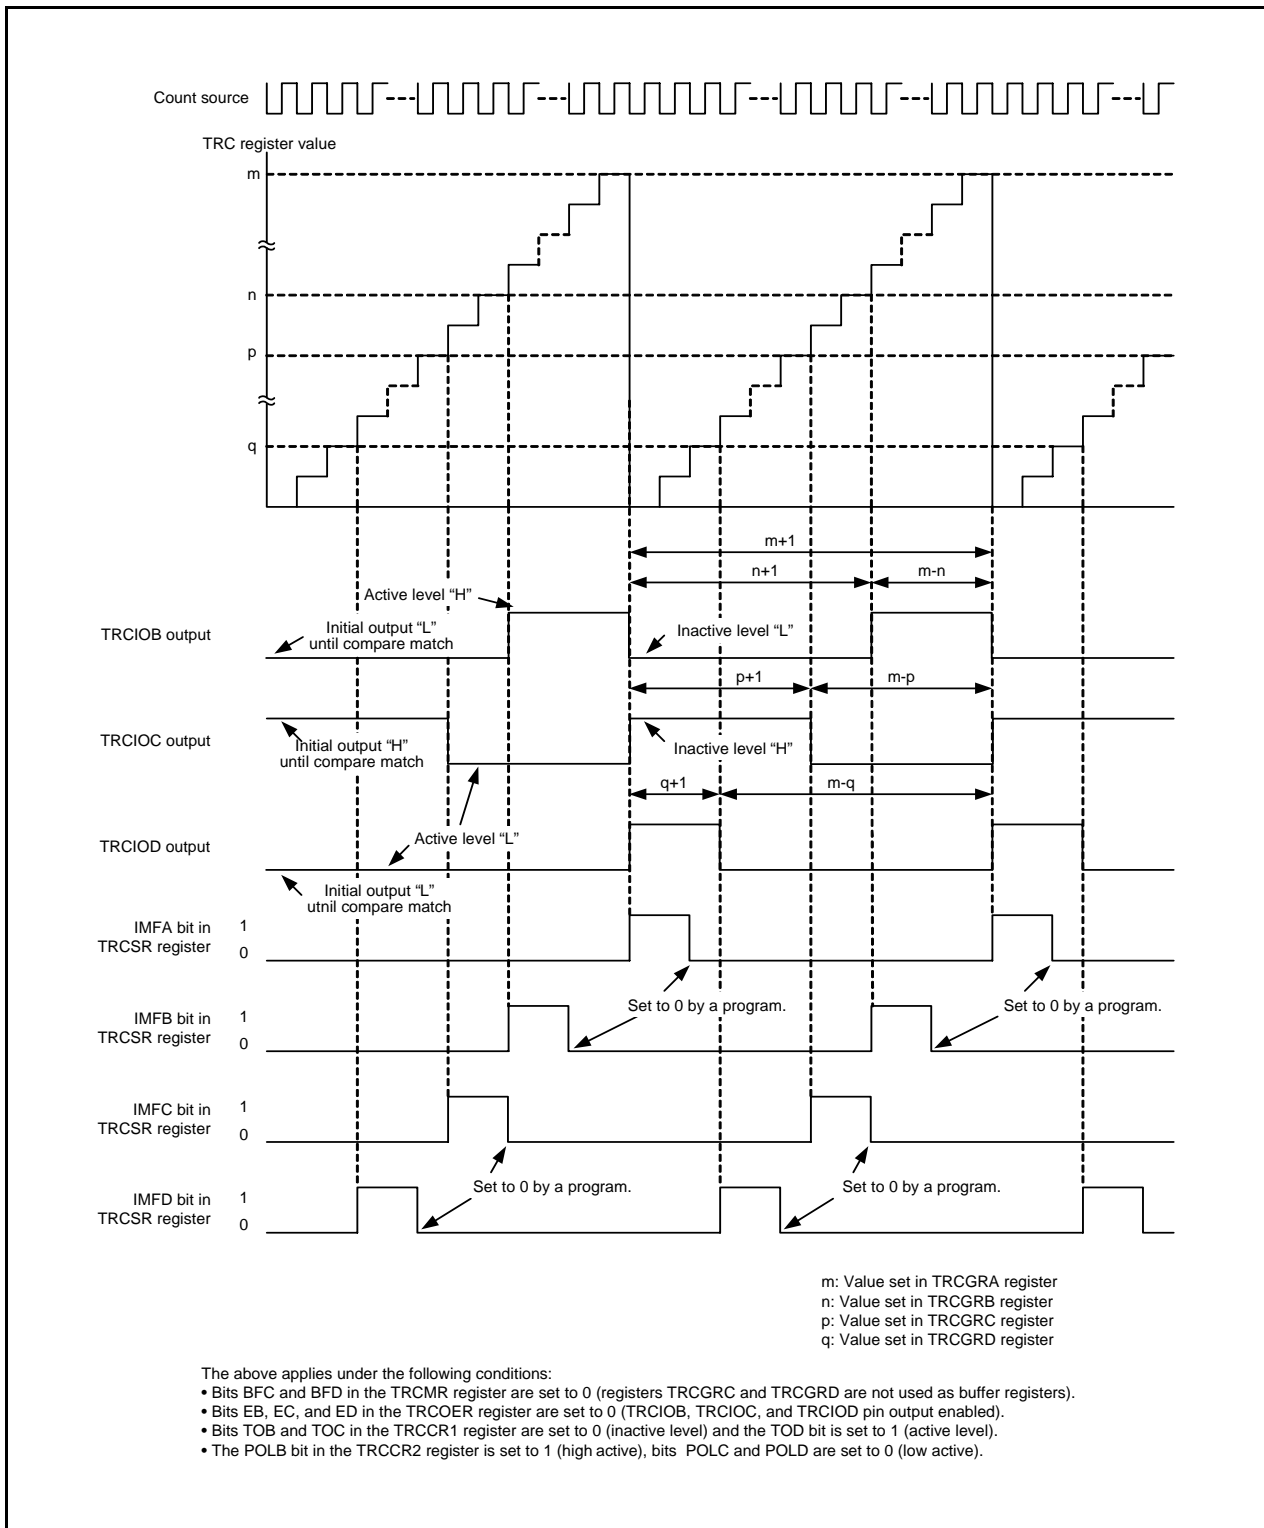 Count source
TRC register value
m
n
p
q
m+1
n+1
m-n
Active level “H”
Initial output “L”
until compare match
Inactive level “L”
TRCIOB output
p+1
m-p
TRCIOC output
Initial output “H”
until compare match
Inactive level “H”
q+1
m-q
Active level “L”
TRCIOD output
Initial output “L”
utnil compare match
IMFA bit in
TRCSR register
1
0
Set to 0 by a program.
Set to 0 by a program.
IMFB bit in
TRCSR register
1
0
IMFC bit in
TRCSR register
1
0
Set to 0 by a program.
Set to 0 by a program.
IMFD bit in
TRCSR register
1
0
m: Value set in TRCGRA register
n: Value set in TRCGRB register
p: Value set in TRCGRC register
q: Value set in TRCGRD register
The above applies under the following conditions:
• Bits BFC and BFD in the TRCMR register are set to 0 (registers TRCGRC and TRCGRD are not used as buffer registers).
• Bits EB, EC, and ED in the TRCOER register are set to 0 (TRCIOB, TRCIOC, and TRCIOD pin output enabled).
• Bits TOB and TOC in the TRCCR1 register are set to 0 (inactive level) and the TOD bit is set to 1 (active level).
• The POLB bit in the TRCCR2 register is set to 1 (high active), bits POLC and POLD are set to 0 (low active).